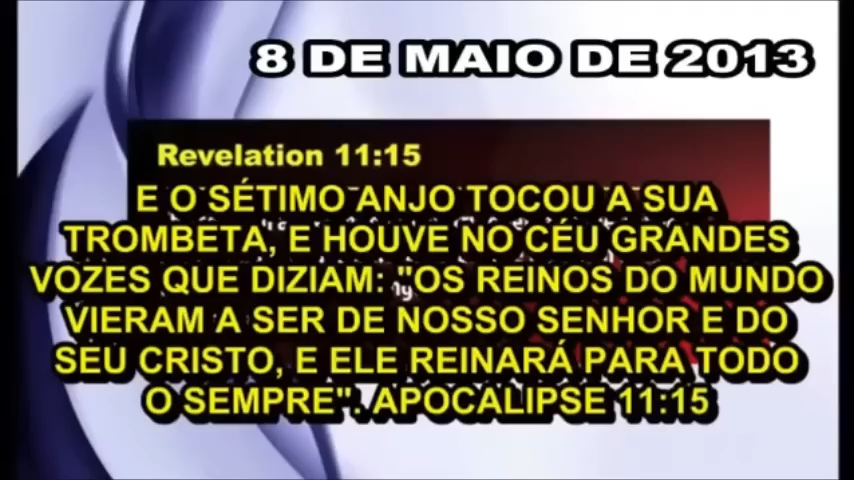 8 DE MAIO DE 2013
Revelation 11:15
E O SÉTIMO ANJO TOCOU A SUA
TROMBETA, E HOUVE NO CÉU GRANDES
VOZES QUE DIZIAM: "OS REINOS DO MUNDO
VIERAM A SER DE NOSSO SENHOR E DO
SEU CRISTO, E ELE REINARÁ PARA TODO
O SEMPRE". APOCALIPSE 11:15